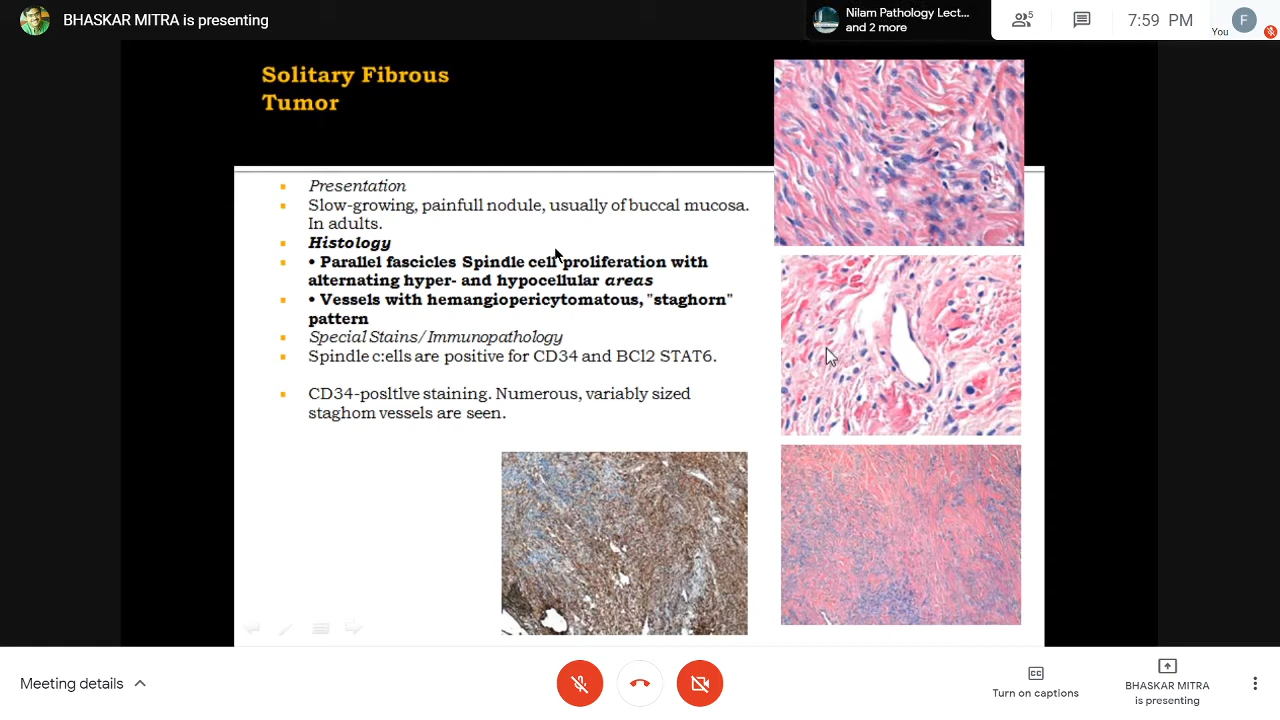 BHASKAR MITRA is presenting
Nilam Pathology Lect...
and 2 more
5
7:59 PM
You
F
Solitary Fibrous
Tumor
Presentation
Slow-growing, painfull nodule, usually of buccal mucosa.
In adults.
Histology
• Parallel fascicles Spindle cell proliferation with
alternating hyper- and hypocellular areas
• Vessels with hemangiopericytomatous, "staghorn"
pattern
Special Stains/Immunopathology
Spindle c:ells are positive for CD34 and BCl2 STAT6.
CD34-posltlve staining. Numerous, variably sized
staghom vessels are seen.
Meeting details
CC
Turn on captions
BHASKAR MITRA
is presenting